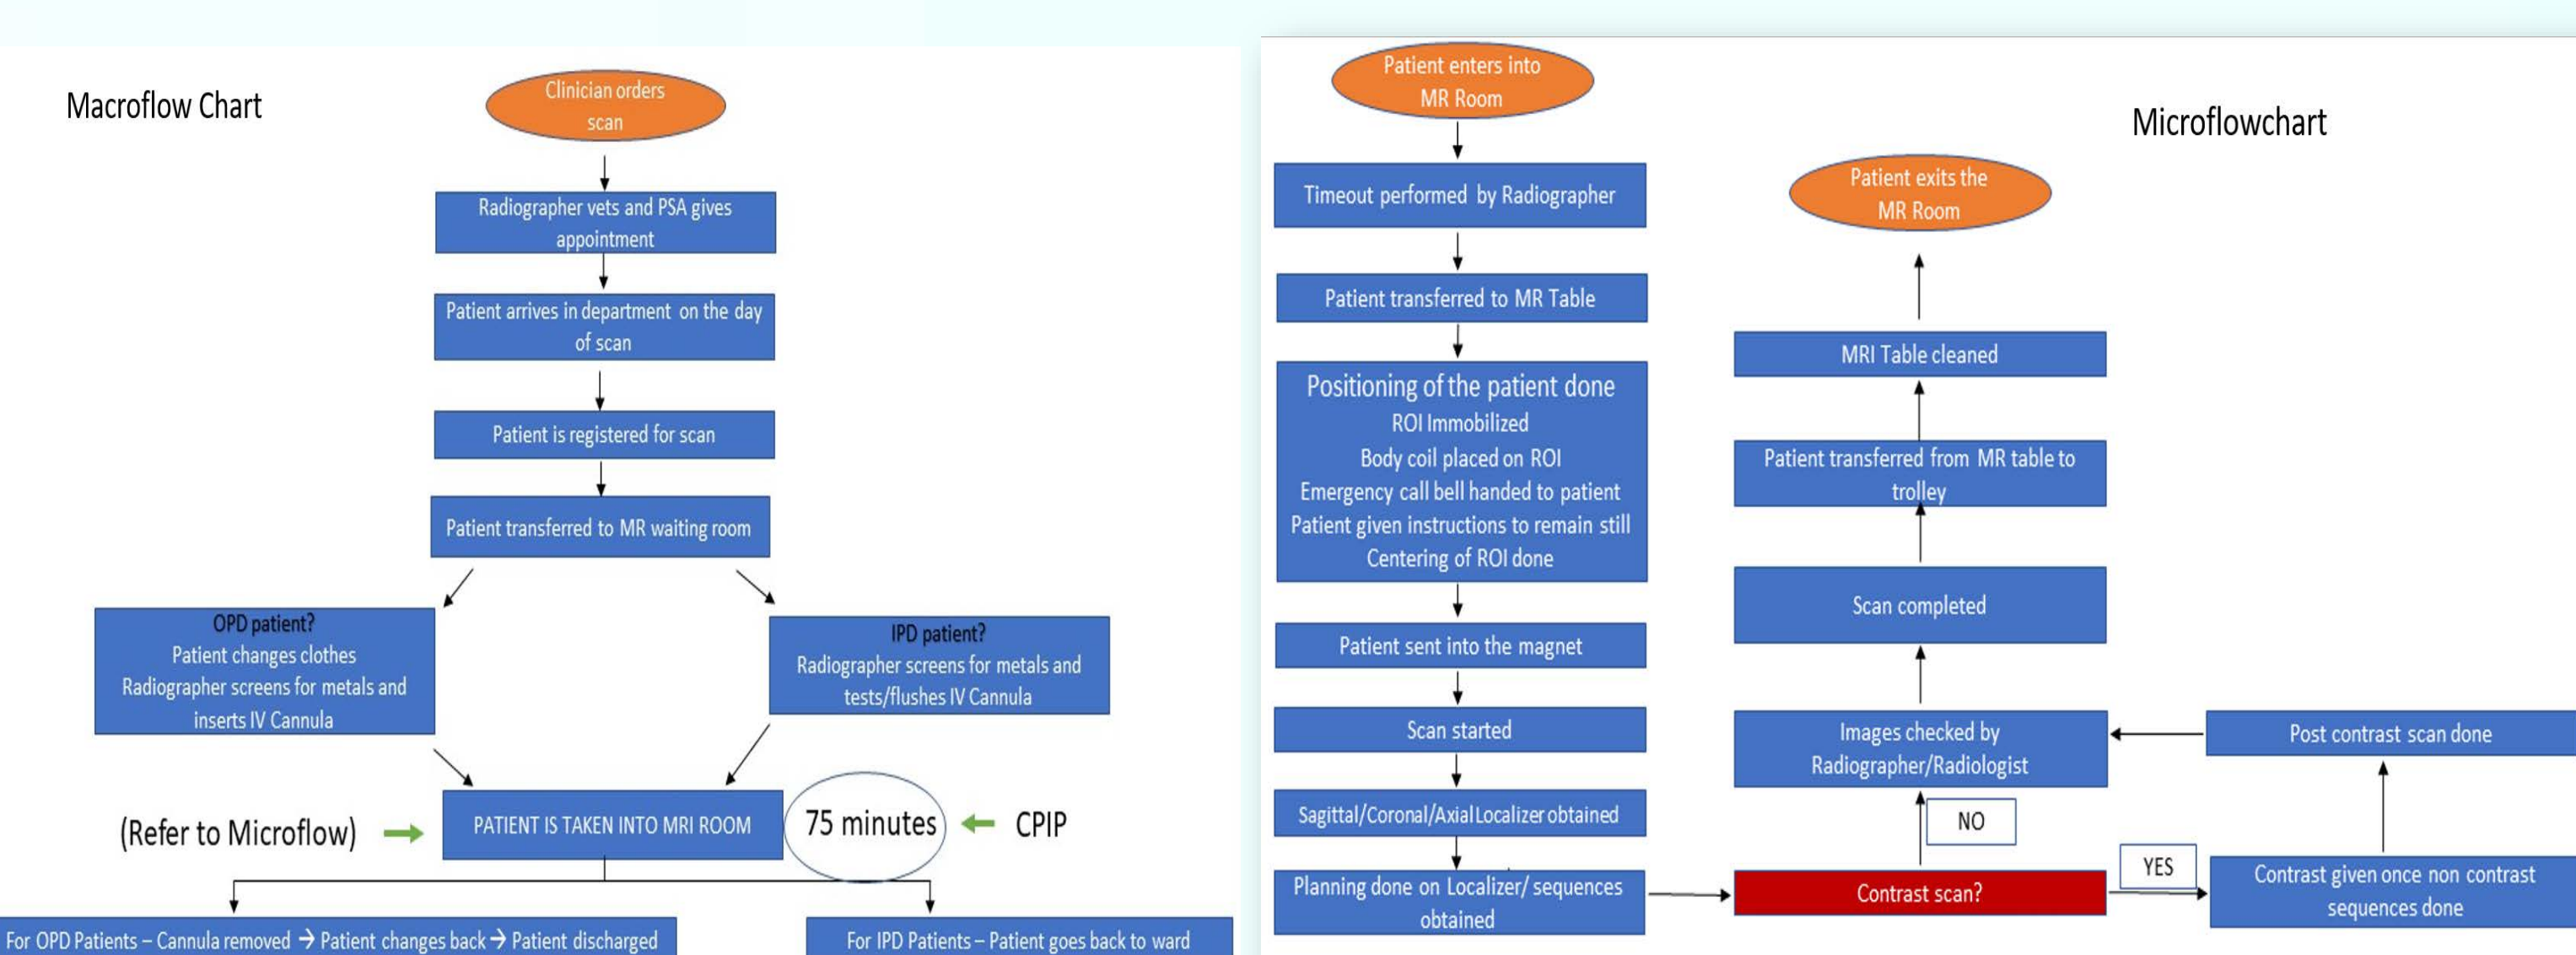 Macroflow Chart
Clinician orders
scan
Radiographer vets and PSA gives
appointment
Patient arrives in department on the day
of scan
Patient is registered for scan
Patient transferred to MR waiting room
OPD patient?
Patient changes clothes
Radiographer screens for metals and
inserts IV Cannula
IPD patient?
Radiographer screens for metals and
tests/flushes IV Cannula
(Refer to Microflow)
PATIENT IS TAKEN INTO MRI ROOM
75 minutes
CPIP
For OPD Patients – Cannula removed → Patient changes back → Patient discharged
For IPD Patients – Patient goes back to ward
Microflowchart
Patient enters into
MR Room
Timeout performed by Radiographer
Patient transferred to MR Table
Positioning of the patient done
ROI Immobilized
Body coil placed on ROI
Emergency call bell handed to patient
Patient given instructions to remain still
Centering of ROI done
Patient sent into the magnet
Scan started
Sagittal/Coronal/Axial Localizer obtained
Planning done on Localizer/ sequences
obtained
Contrast scan?
YES
Contrast given once non contrast
sequences done
Post contrast scan done
NO
Images checked by
Radiographer/Radiologist
Scan completed
Patient transferred from MR table to
trolley
MRI Table cleaned
Patient exits the
MR Room